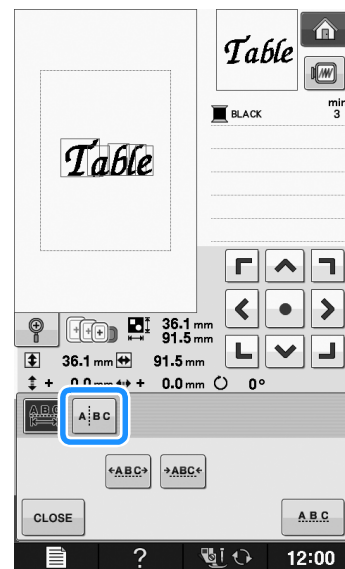 Table
Table
BLACK
min
3
36.1 mm
91.5 mm
36.1 mm 91.5 mm
+ 0.0 mm + 0.0 mm 0°
ABC A BC
ABC ABC
CLOSE ABC
? 12:00